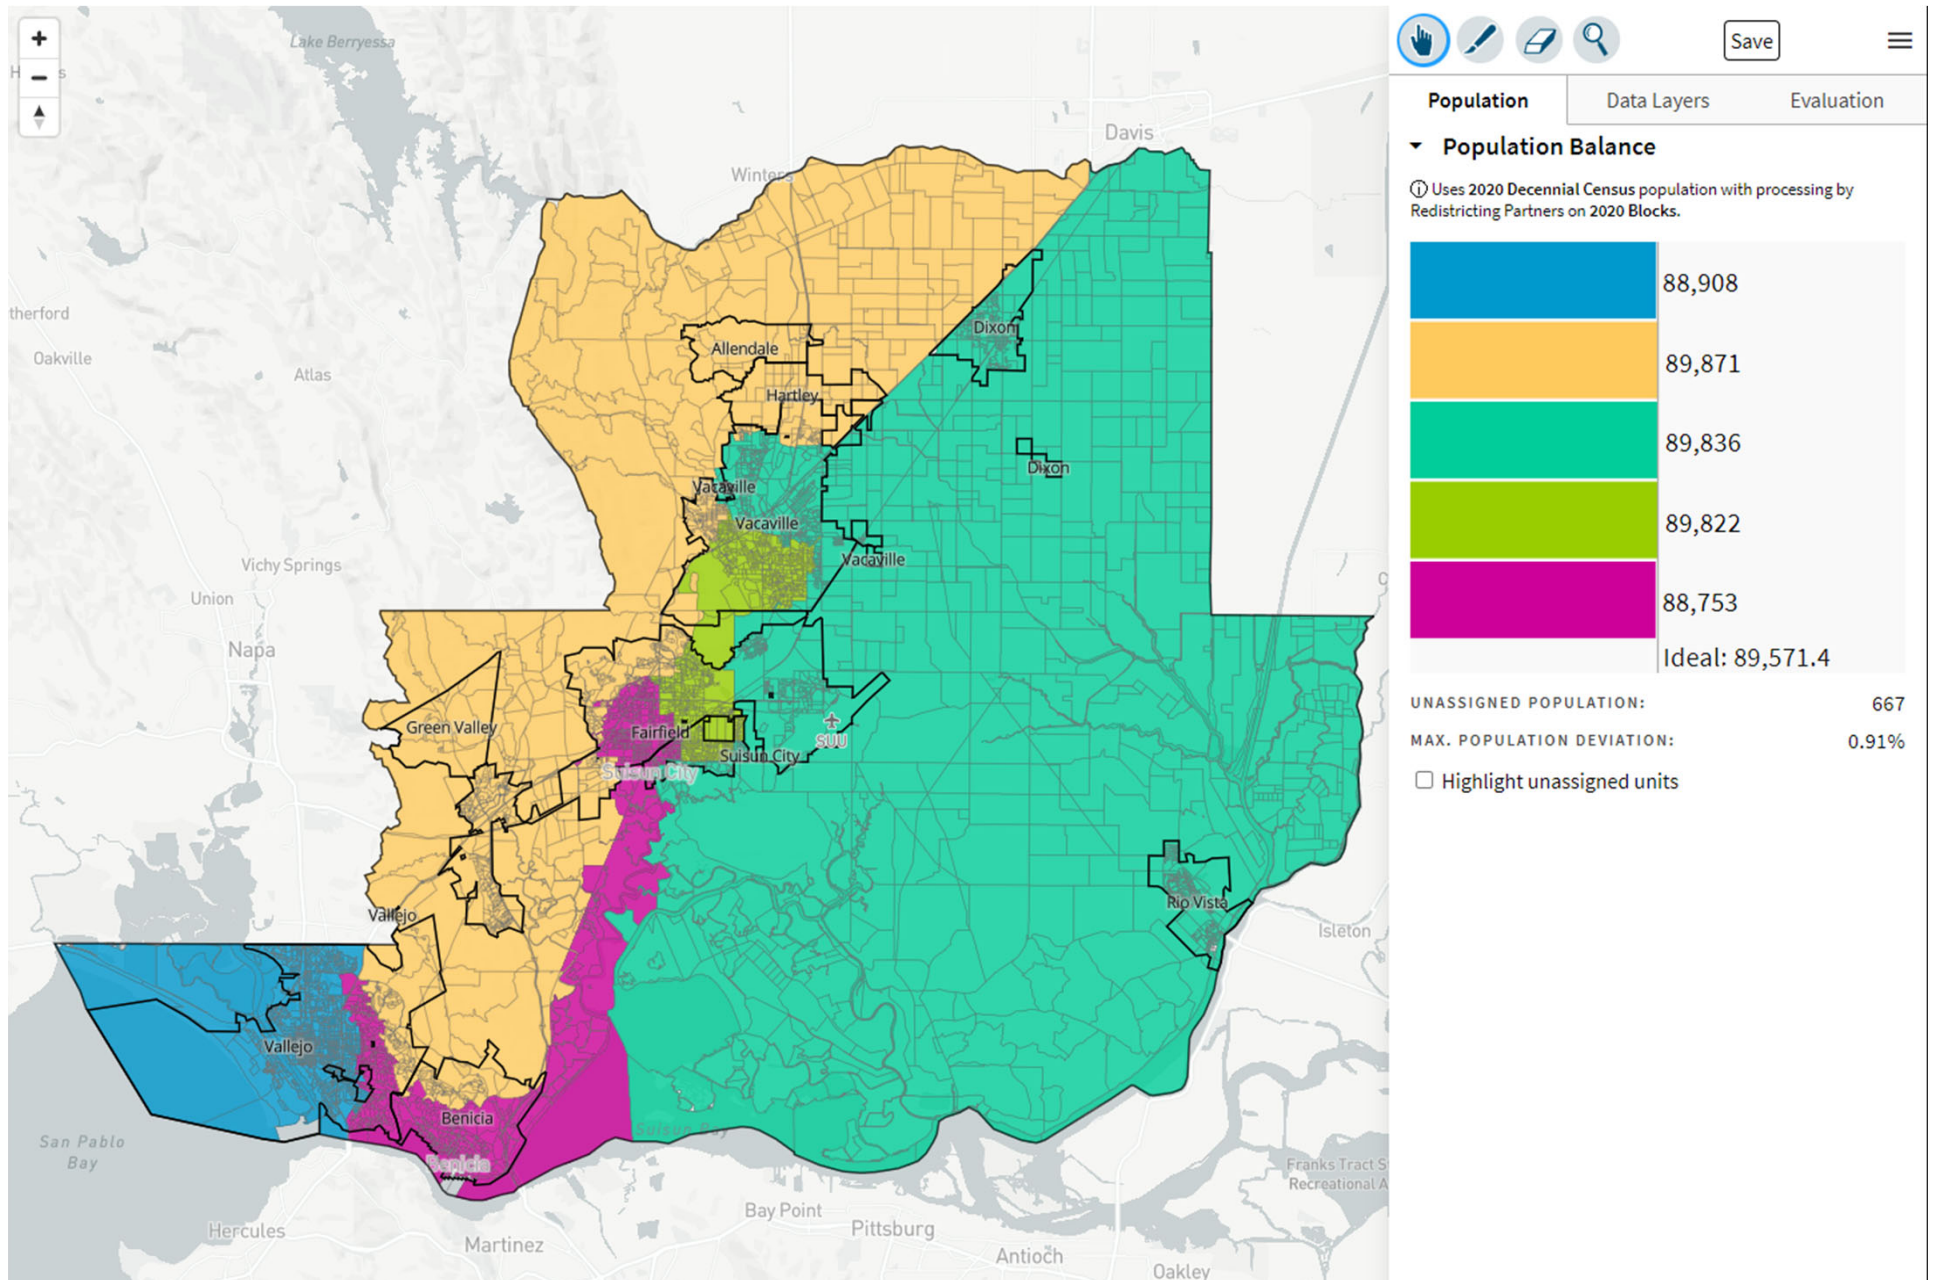 Save
Population
Data Layers
Evaluation
Population Balance
Uses 2020 Decennial Census population with processing by
Redistricting Partners on 2020 Blocks.
88,908
89,871
89,836
89,822
88,753
Ideal: 89,571.4
UNASSIGNED POPULATION: 667
MAX. POPULATION DEVIATION: 0.91%
Highlight unassigned units
Lake Berryessa
Davis
Winters
therford
Oakville
Atlas
Allendale
Dixon
Hartley
Dixon
Vacaville
Vacaville
Vacaville
Vichy Springs
Union
Napa
Green Valley
Fairfield
SUU
Suisun City
Suisun City
Vallejo
Rio Vista
Isleton
Vallejo
Benicia
Suisun Bay
San Pablo
Bay
Benicia
Franks Tract S
Recreational A
Hercules
Martinez
Bay Point
Pittsburg
Antioch
Oakley